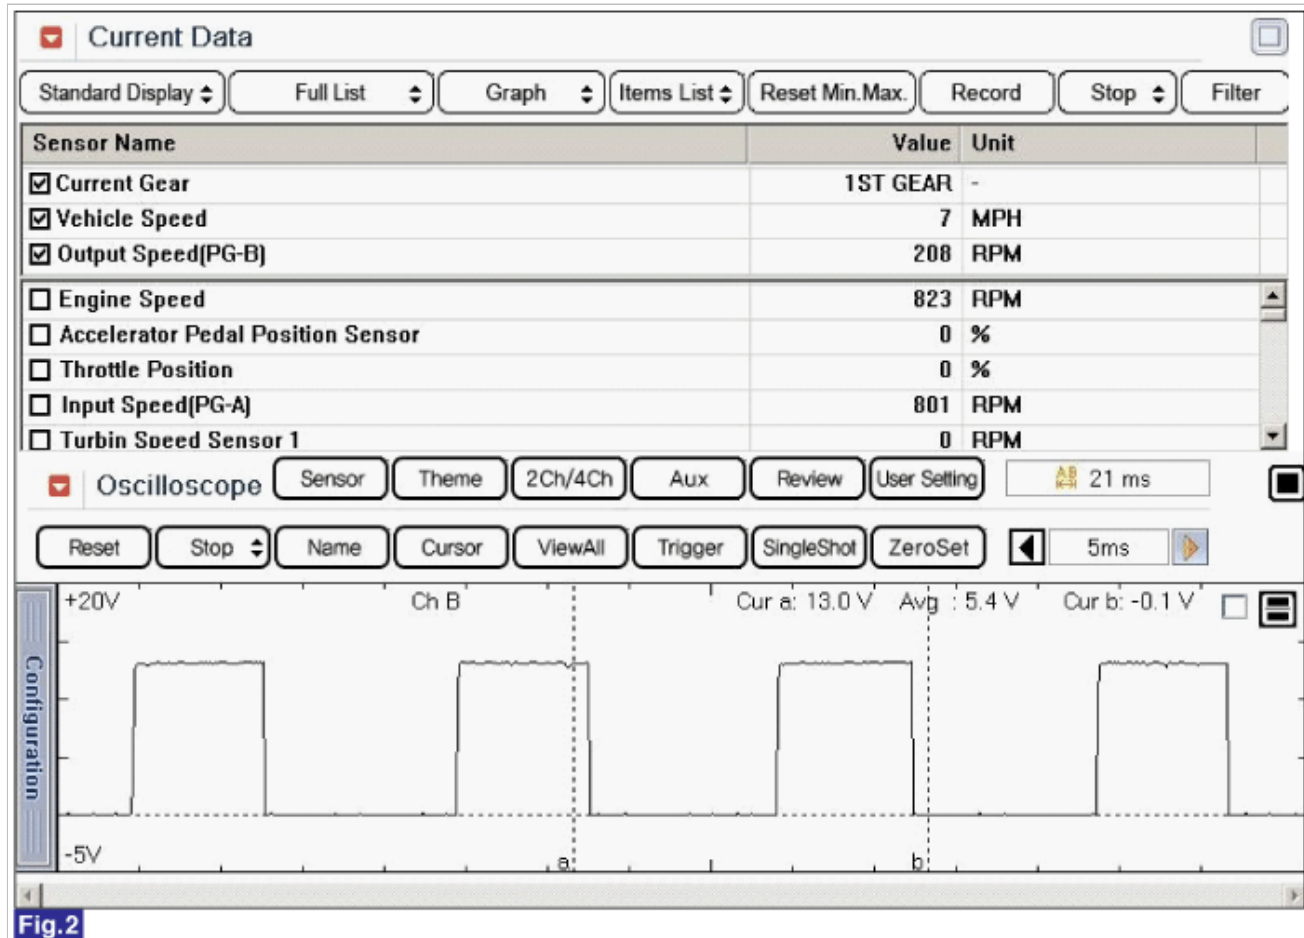 Current Data
Standard Display Full List Graph Items List Reset Min.Max. Record Stop Filter
Sensor Name Value Unit
Current Gear 1ST GEAR -
Vehicle Speed 7 MPH
Output Speed(PG-B) 208 RPM
Engine Speed 823 RPM
Accelerator Pedal Position Sensor 0 %
Throttle Position 0 %
Input Speed(PG-A) 801 RPM
Turbin Speed Sensor 1 0 RPM
Oscilloscope Sensor Theme 2Ch/4Ch Aux Review User Setting AB 21 ms
Reset Stop Name Cursor ViewAll Trigger SingleShot ZeroSet 5ms
+20V Ch B Cur a: 13.0 V Avg : 5.4 V Cur b: -0.1 V
Configuration
-5V a b
Fig.2